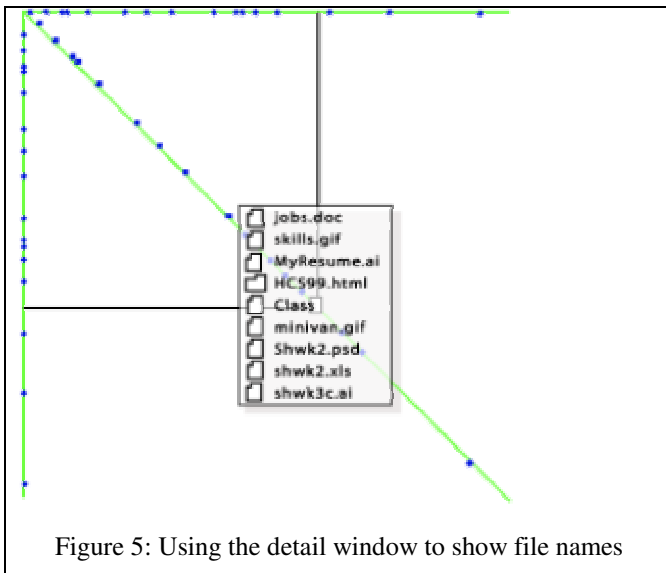 jobs.doc
skills.gif
MyResume.ai
HCS99.html
Class
minivan.gif
Shwk2.psd
shwk2.xls
shwk3c.ai
Figure 5: Using the detail window to show file names